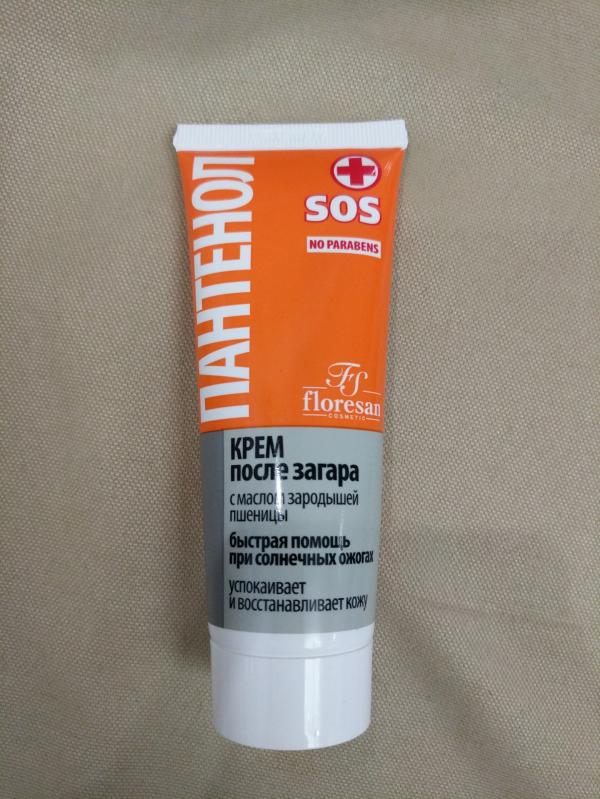 ПАНТЕНОЛ
SOS
NO PARABENS
FS
floresan
COSMETIC
КРЕМ
после загара
с маслом зародышей
пшеницы
быстрая помощь
при солнечных ожогах
успокаивает
и восстанавливает кожу